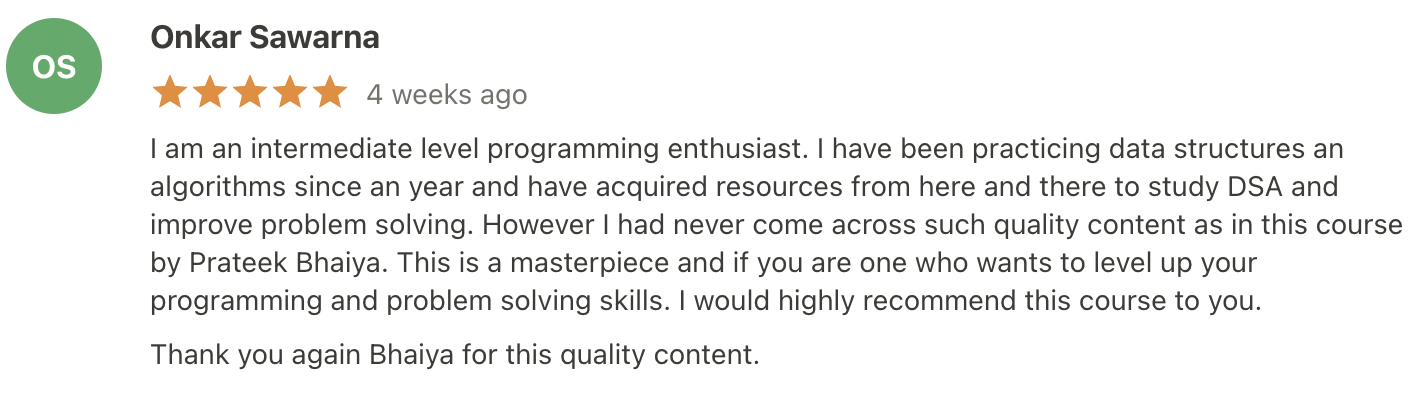 OS
Onkar Sawarna
4 weeks ago
I am an intermediate level programming enthusiast. I have been practicing data structures an
algorithms since an year and have acquired resources from here and there to study DSA and
improve problem solving. However I had never come across such quality content as in this course
by Prateek Bhaiya. This is a masterpiece and if you are one who wants to level up your
programming and problem solving skills. I would highly recommend this course to you.
Thank you again Bhaiya for this quality content.